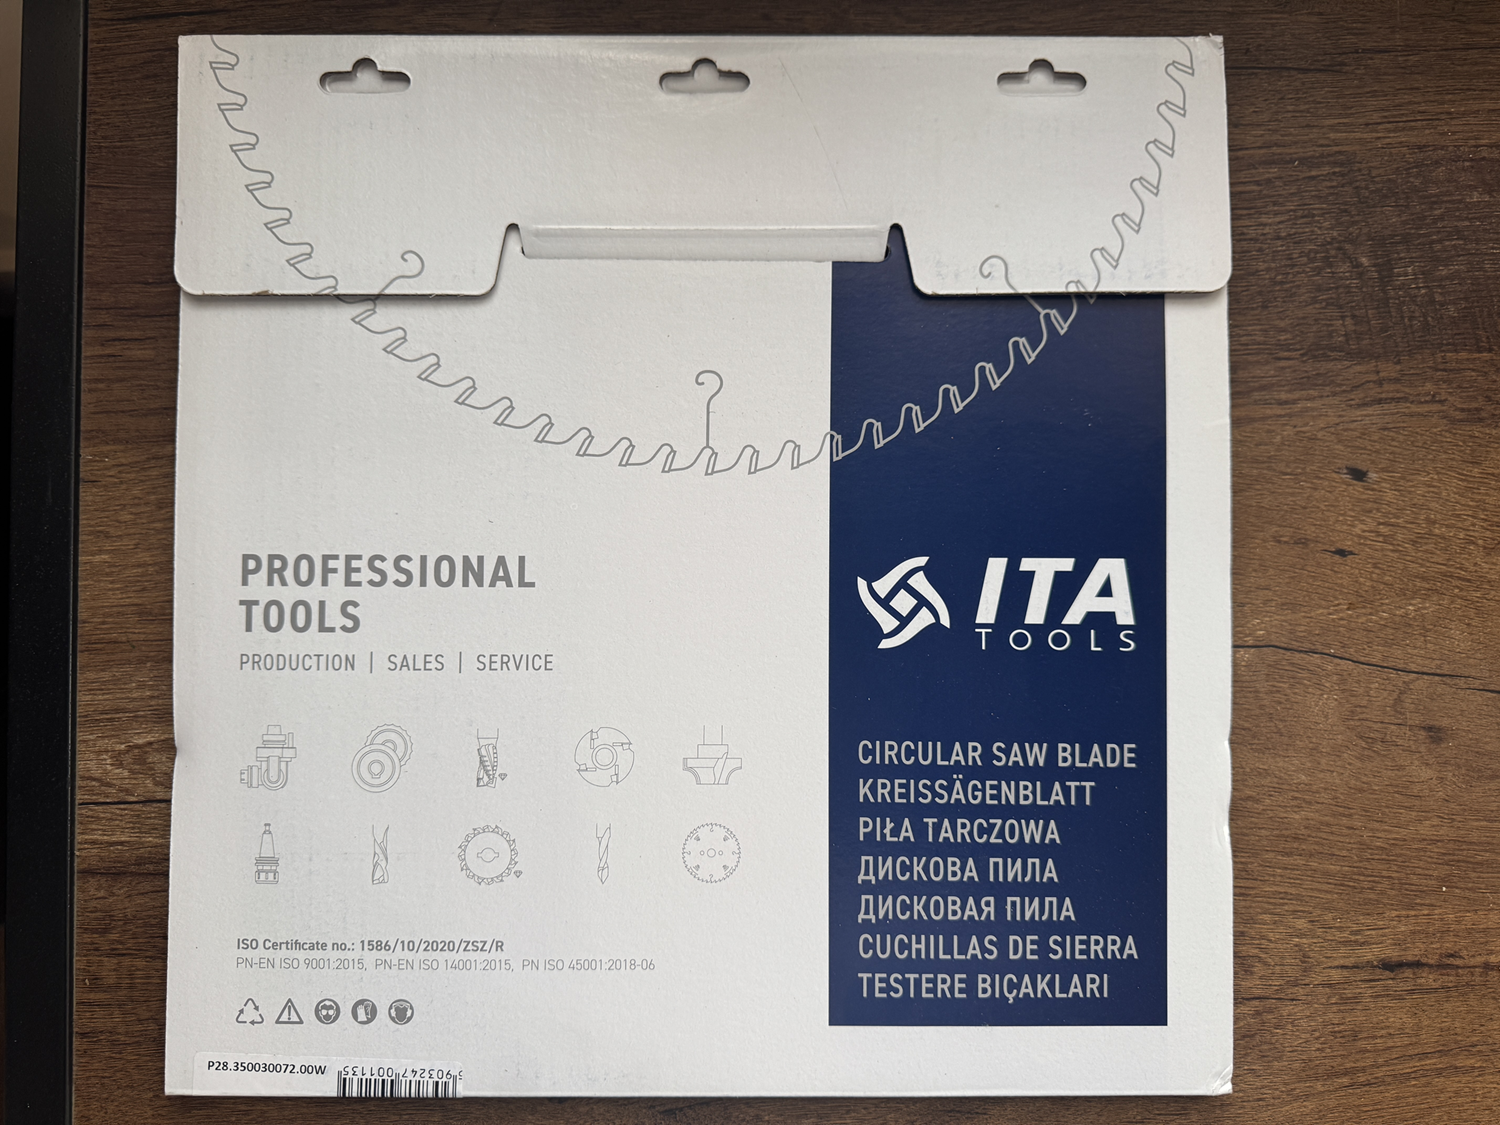 PROFESSIONAL
TOOLS
PRODUCTION | SALES | SERVICE
ISO Certificate no.: 1586/10/2020/ZSZ/R
PN-EN ISO 9001:2015, PN-EN ISO 14001:2015, PN ISO 45001:2018-06
P28.350030072.00W
5903247001135
ITA
TOOLS
CIRCULAR SAW BLADE
KREISSÄGENBLATT
PIŁA TARCZOWA
ДИСКОВА ПИЛА
ДИСКОВАЯ ПИЛА
CUCHILLAS DE SIERRA
TESTERE BIÇAKLARI